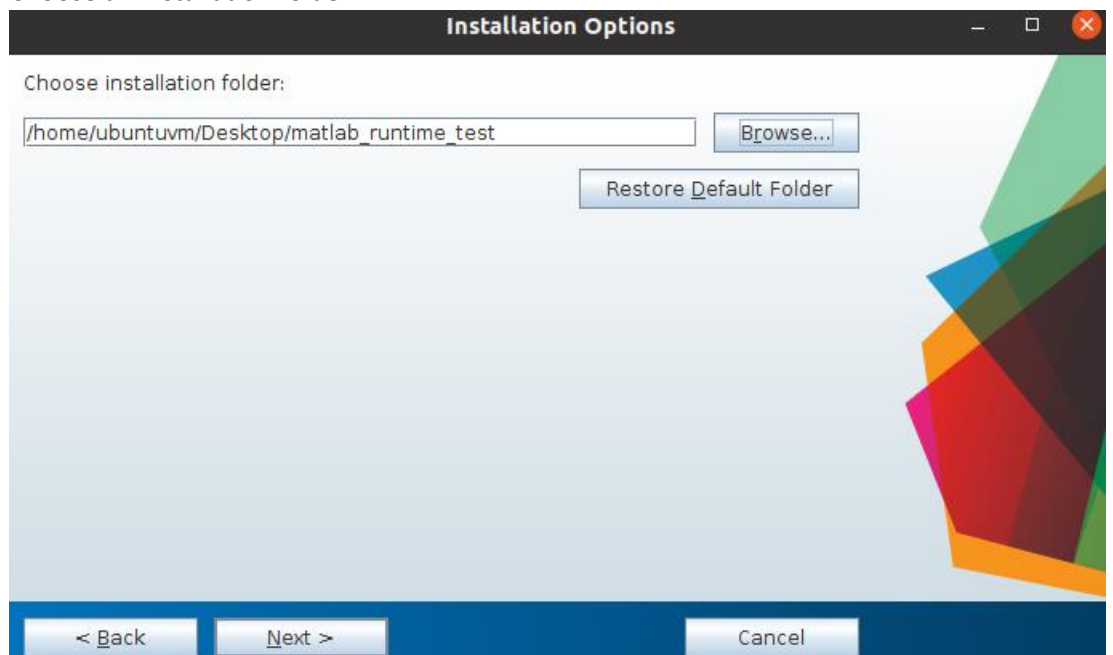 Installation Options
Choose installation folder:
/home/ubuntuvm/Desktop/matlab_runtime_test
Browse...
Restore Default Folder
< Back
Next >
Cancel